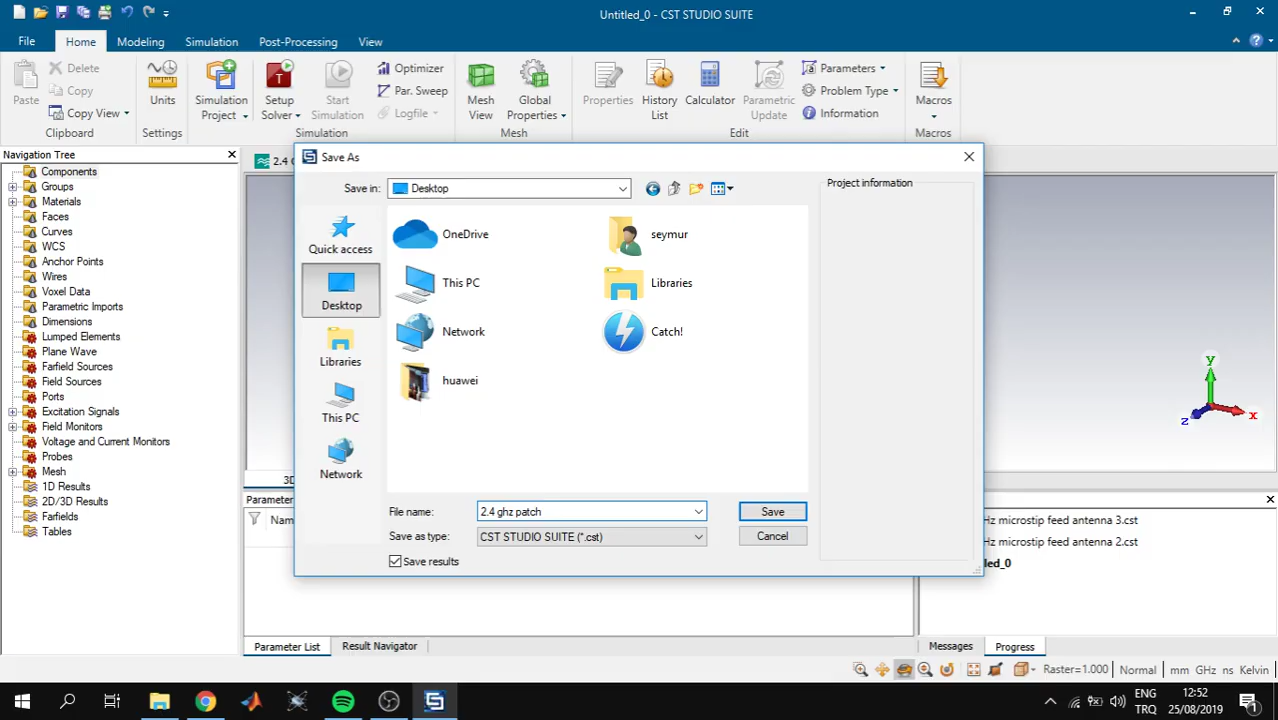 Untitled_0 - CST STUDIO SUITE
File Home Modeling Simulation Post-Processing View
Paste
Delete
Copy
Copy View
Clipboard
Units
Settings
Simulation Project
Setup Solver
Start Simulation
Optimizer
Par. Sweep
Logfile
Simulation
Mesh View
Global Properties
Mesh
Properties
History List
Calculator
Parametric Update
Parameters
Problem Type
Information
Edit
Macros
Macros
Navigation Tree
Components
Groups
Materials
Faces
Curves
WCS
Anchor Points
Wires
Voxel Data
Parametric Imports
Dimensions
Lumped Elements
Plane Wave
Farfield Sources
Field Sources
Ports
Excitation Signals
Field Monitors
Voltage and Current Monitors
Probes
Mesh
1D Results
2D/3D Results
Farfields
Tables
2.4
Save As
Save in: Desktop
Project information
Quick access
Desktop
Libraries
This PC
Network
OneDrive
seymur
This PC
Libraries
Network
Catch!
huawei
File name: 2.4 ghz patch
Save
Save as type: CST STUDIO SUITE (*.cst)
Cancel
Save results
y
x
z
3D
Parameter
Nam
Hz microstip feed antenna 3.cst
Hz microstip feed antenna 2.cst
led_0
Parameter List Result Navigator
Messages Progress
Raster=1.000 Normal mm GHz ns Kelvin
ENG
TRQ
12:52
25/08/2019
1